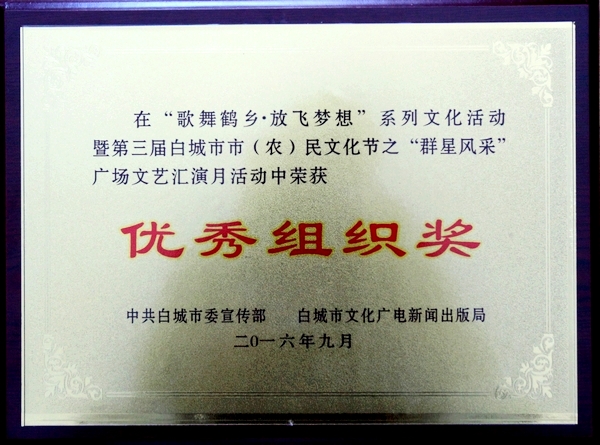 在“歌舞鹤乡·放飞梦想”系列文化活动
暨第三届白城市市（农）民文化节之“群星风采”
广场文艺汇演月活动中荣获
优秀组织奖
中共白城市委宣传部 白城市文化广电新闻出版局
二○一六年九月